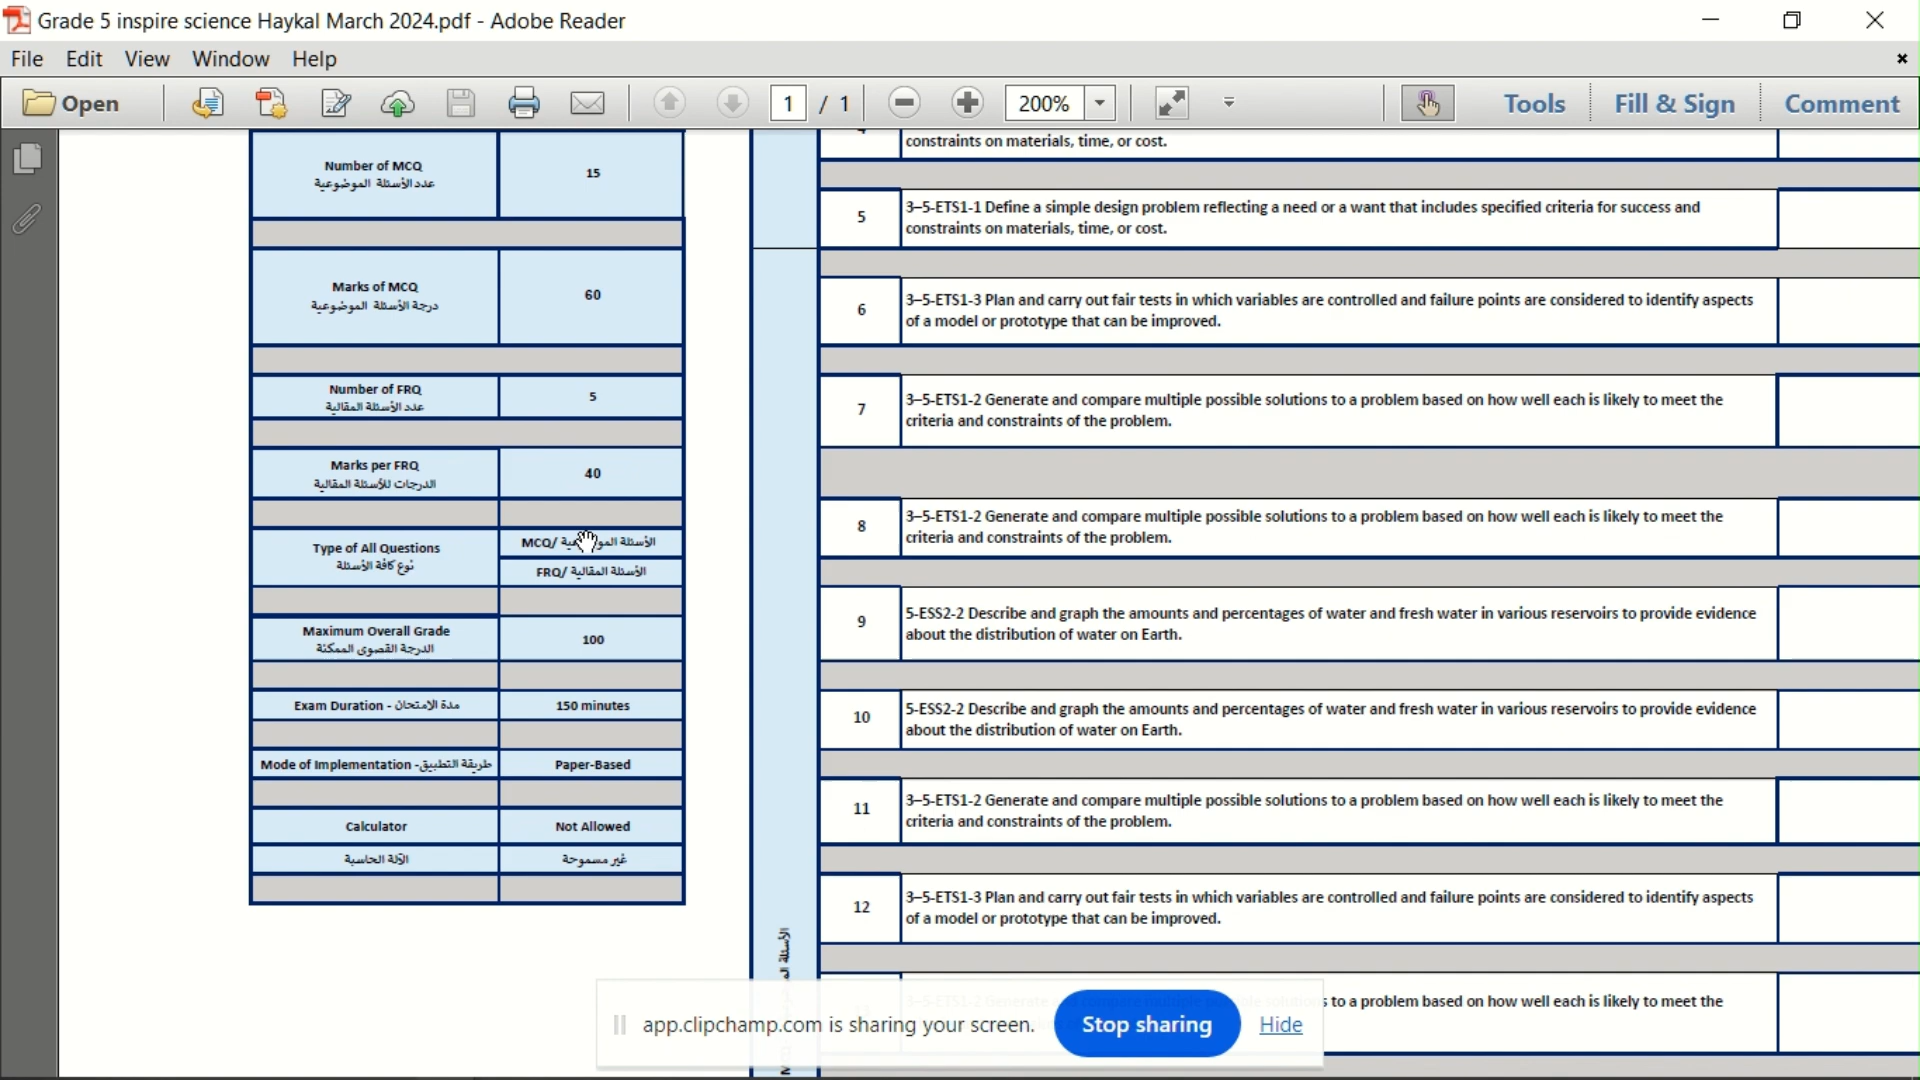 Grade 5 inspire science Haykal March 2024.pdf - Adobe Reader
File Edit View Window Help
Open 1 / 1 200% Tools Fill & Sign Comment
Number of MCQ
عدد الأسئلة الموضوعية
15
Marks of MCQ
درجة الأسئلة الموضوعية
60
Number of FRQ
عدد الأسئلة المقالية
5
Marks per FRQ
الدرجات للأسئلة المقالية
40
Type of All Questions
نوع كافة الأسئلة
MCQ/ الأسئلة
FRQ/ الأسئلة المقالية
Maximum Overall Grade
الدرجة القصوى الممكنة
100
Exam Duration - مدة الامتحان
150 minutes
Mode of Implementation - طريقة التطبيق
Paper-Based
Calculator
Not Allowed
الآلة الحاسبة
غير مسموحة
constraints on materials, time, or cost.
5
3–5-ETS1-1 Define a simple design problem reflecting a need or a want that includes specified criteria for success and
constraints on materials, time, or cost.
6
3–5-ETS1-3 Plan and carry out fair tests in which variables are controlled and failure points are considered to identify aspects
of a model or prototype that can be improved.
7
3–5-ETS1-2 Generate and compare multiple possible solutions to a problem based on how well each is likely to meet the
criteria and constraints of the problem.
8
3–5-ETS1-2 Generate and compare multiple possible solutions to a problem based on how well each is likely to meet the
criteria and constraints of the problem.
9
5-ESS2-2 Describe and graph the amounts and percentages of water and fresh water in various reservoirs to provide evidence
about the distribution of water on Earth.
10
5-ESS2-2 Describe and graph the amounts and percentages of water and fresh water in various reservoirs to provide evidence
about the distribution of water on Earth.
11
3–5-ETS1-2 Generate and compare multiple possible solutions to a problem based on how well each is likely to meet the
criteria and constraints of the problem.
12
3–5-ETS1-3 Plan and carry out fair tests in which variables are controlled and failure points are considered to identify aspects
of a model or prototype that can be improved.
3–5-ETS1-2 Generate to a problem based on how well each is likely to meet the
الأسئلة
app.clipchamp.com is sharing your screen. Stop sharing Hide